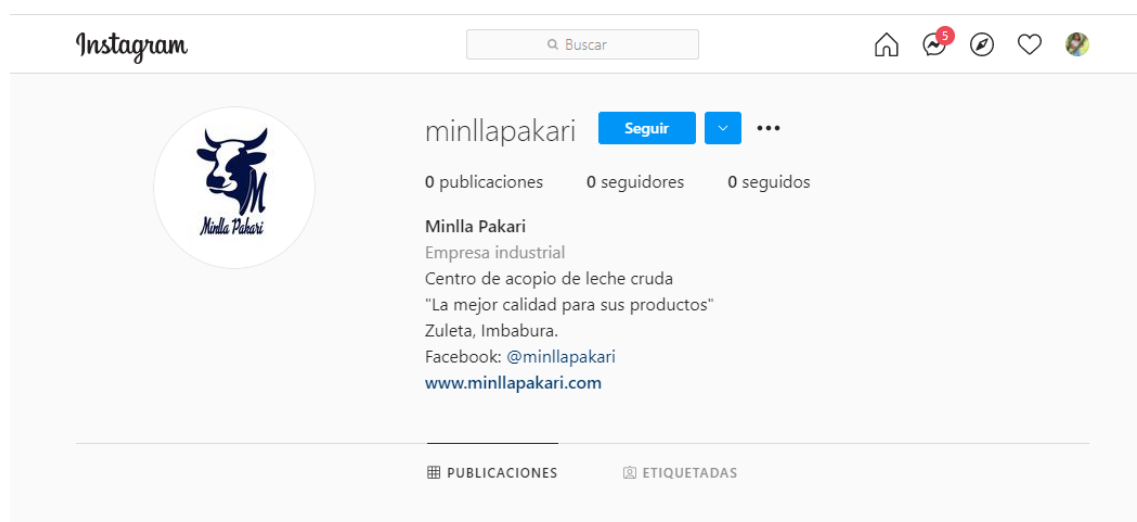 Instagram
Buscar
5
minllapakari Seguir
0 publicaciones 0 seguidores 0 seguidos
M
Minlla Pakari
Minlla Pakari
Empresa industrial
Centro de acopio de leche cruda
"La mejor calidad para sus productos"
Zuleta, Imbabura.
Facebook: @minllapakari
www.minllapakari.com
PUBLICACIONES ETIQUETADAS